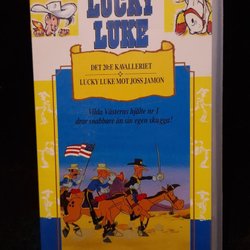 LUCKY
LUKE
DET 20:E KAVALLERIET
LUCKY LUKE MOT JOSS JAMON
Vilda Västerns hjälte nr 1
drar snabbare än sin egen skugga!